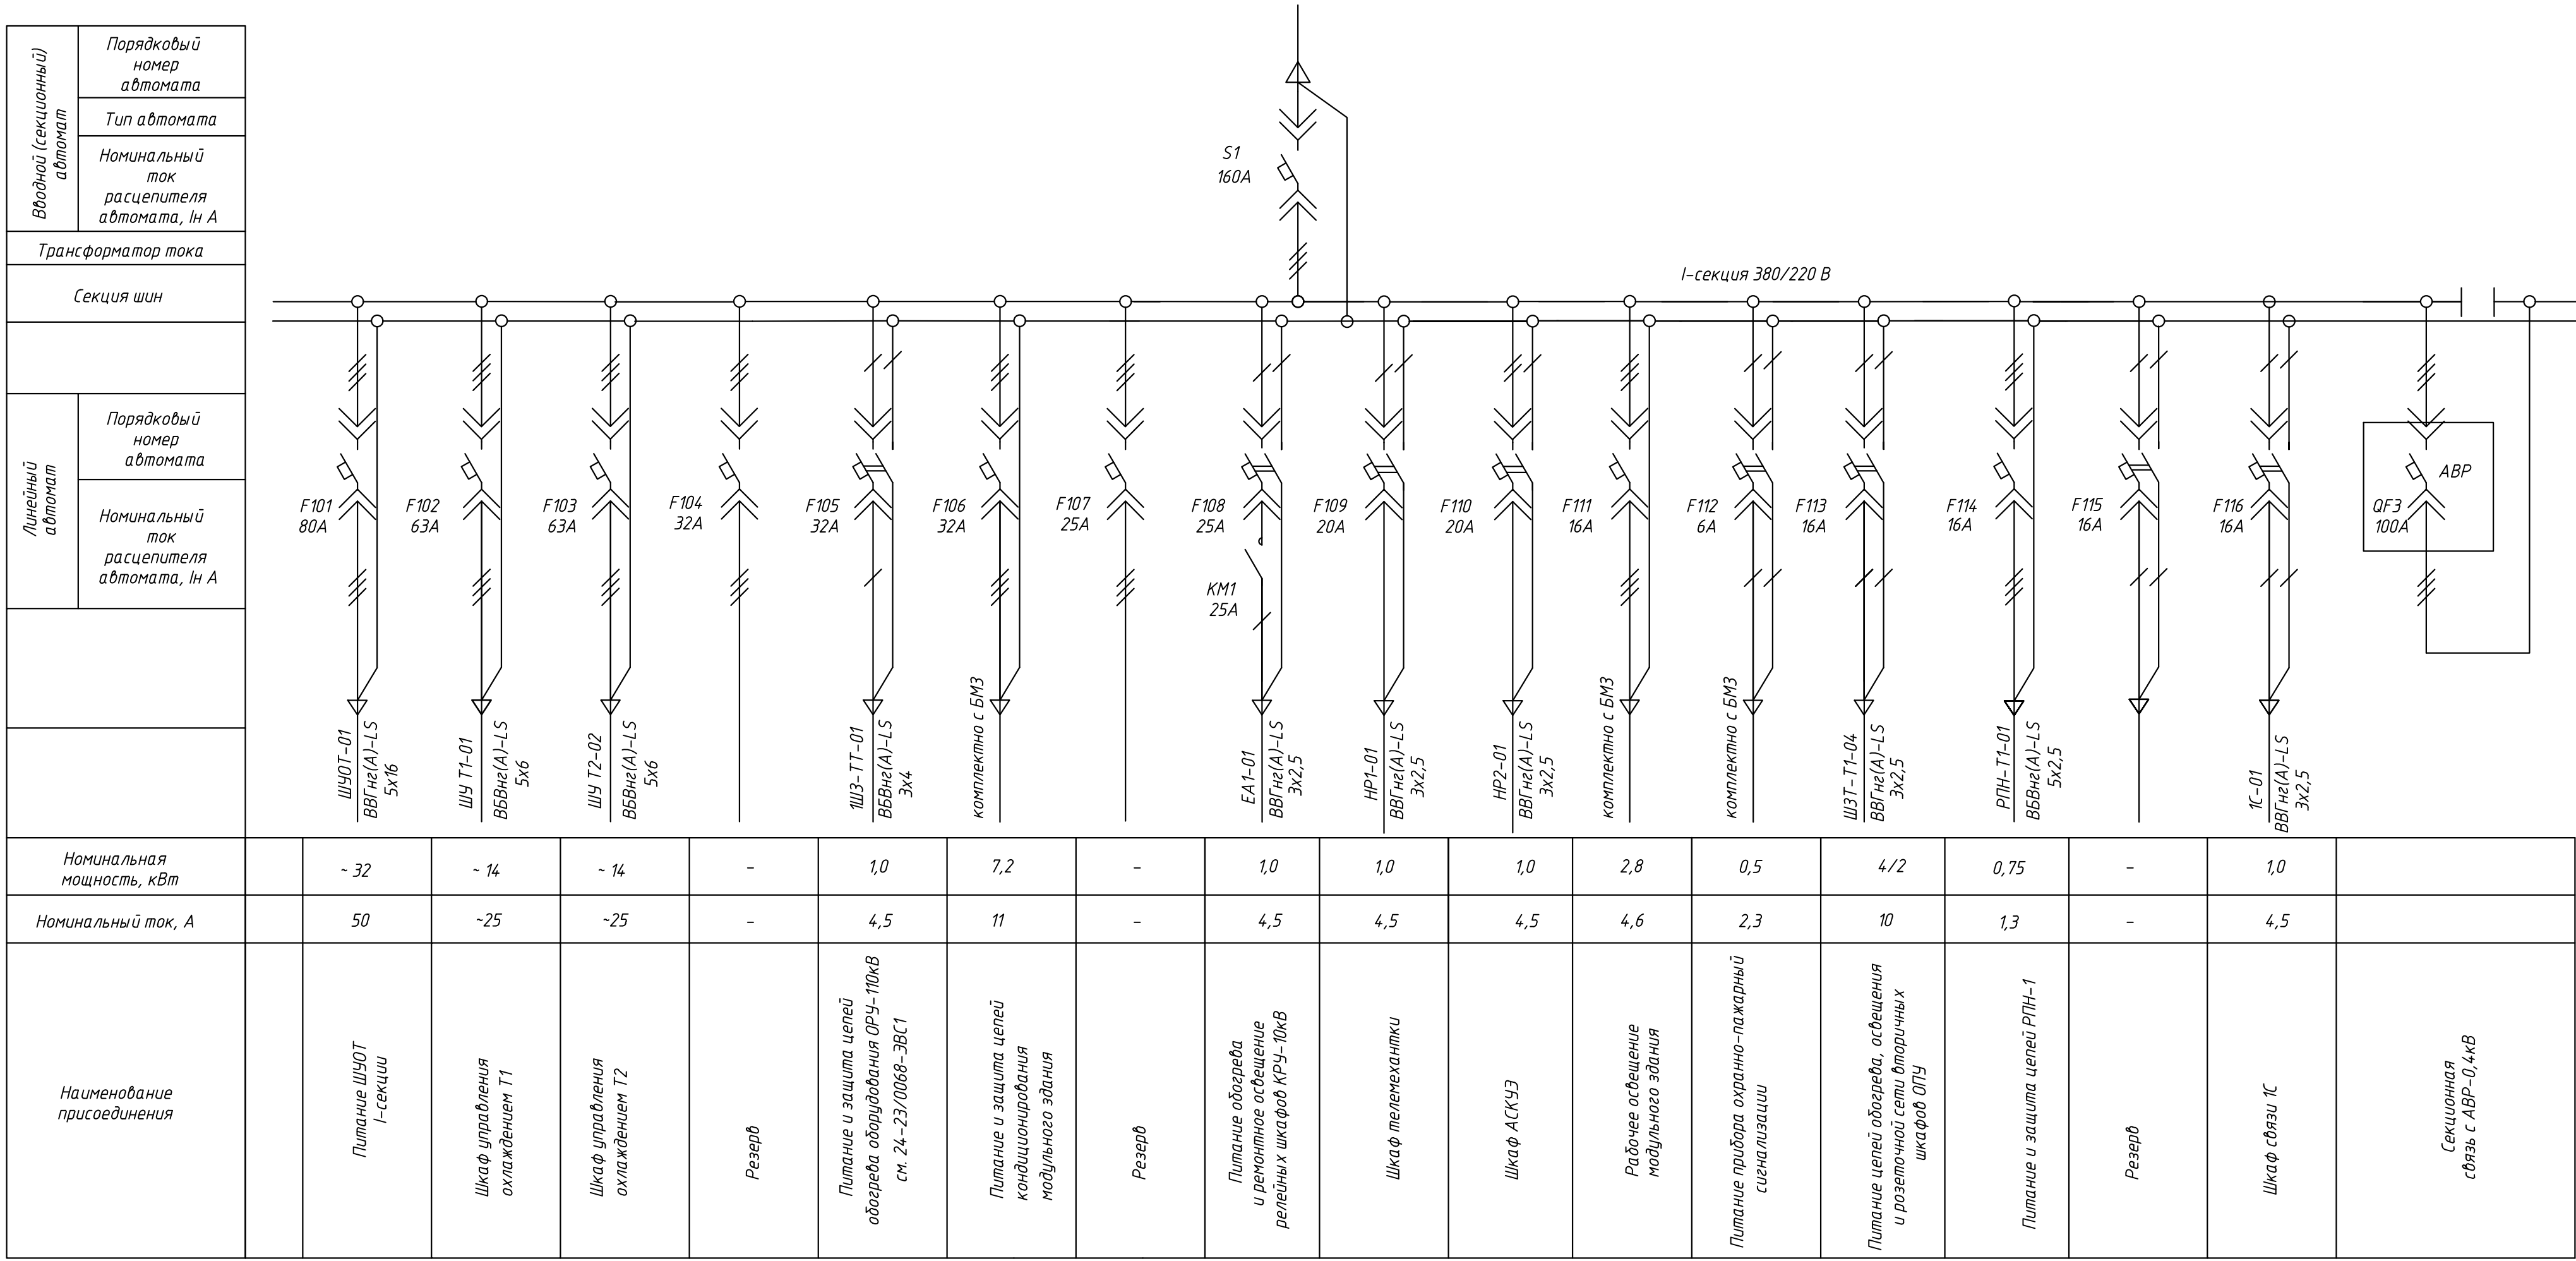 Вводной (секционный)
автомат
Порядковый
номер
автомата
Тип автомата
Номинальный
ток
расцепителя
автомата, Iн А
Трансформатор тока
Секция шин
S1
160А
I-секция 380/220 В
Линейный
автомат
Порядковый
номер
автомата
Номинальный
ток
расцепителя
автомата, Iн А
F101
80А
F102
63А
F103
63А
F104
32А
F105
32А
F106
32А
F107
25А
F108
25А
КМ1
25А
F109
20А
F110
20А
F111
16А
F112
6А
F113
16А
F114
16А
F115
16А
F116
16А
QF3
100А
АВР
ШУОТ-01
ВВГнг(А)-LS
5х16
ШУ Т1-01
ВБВнг(А)-LS
5х6
ШУ Т2-02
ВБВнг(А)-LS
5х6
1ШЗ-ТТ-01
ВБВнг(А)-LS
3х4
комплектно с БМЗ
ЕА1-01
ВВГнг(А)-LS
3х2,5
НР1-01
ВВГнг(А)-LS
3х2,5
НР2-01
ВВГнг(А)-LS
3х2,5
комплектно с БМЗ
комплектно с БМЗ
ШЗТ-Т1-04
ВВГнг(А)-LS
3х2,5
РПН-Т1-01
ВБВнг(А)-LS
5х2,5
1С-01
ВВГнг(А)-LS
3х2,5
Номинальная
мощность, кВт
~ 32
~ 14
~ 14
–
1,0
7,2
–
1,0
1,0
1,0
2,8
0,5
4/2
0,75
–
1,0
Номинальный ток, А
50
~25
~25
–
4,5
11
–
4,5
4,5
4,5
4,6
2,3
10
1,3
–
4,5
Наименование
присоединения
Питание ШУОТ
I-секции
Шкаф управления
охлаждением Т1
Шкаф управления
охлаждением Т2
Резерв
Питание и защита цепей
обогрева оборудования ОРУ-110кВ
см. 24-23/0068-ЭВС1
Питание и защита цепей
кондиционирования
модульного здания
Резерв
Питание обогрева
и ремонтное освещение
релейных шкафов КРУ-10кВ
Шкаф телемехантки
Шкаф АСКУЭ
Рабочее освещение
модульного здания
Питание прибора охранно-пажарный
сигнализации
Питание цепей обогрева, освещения
и розеточной сети вторичных
шкафов ОПУ
Питание и защита цепей РПН-1
Резерв
Шкаф связи 1С
Секционная
связь с АВР-0,4кВ